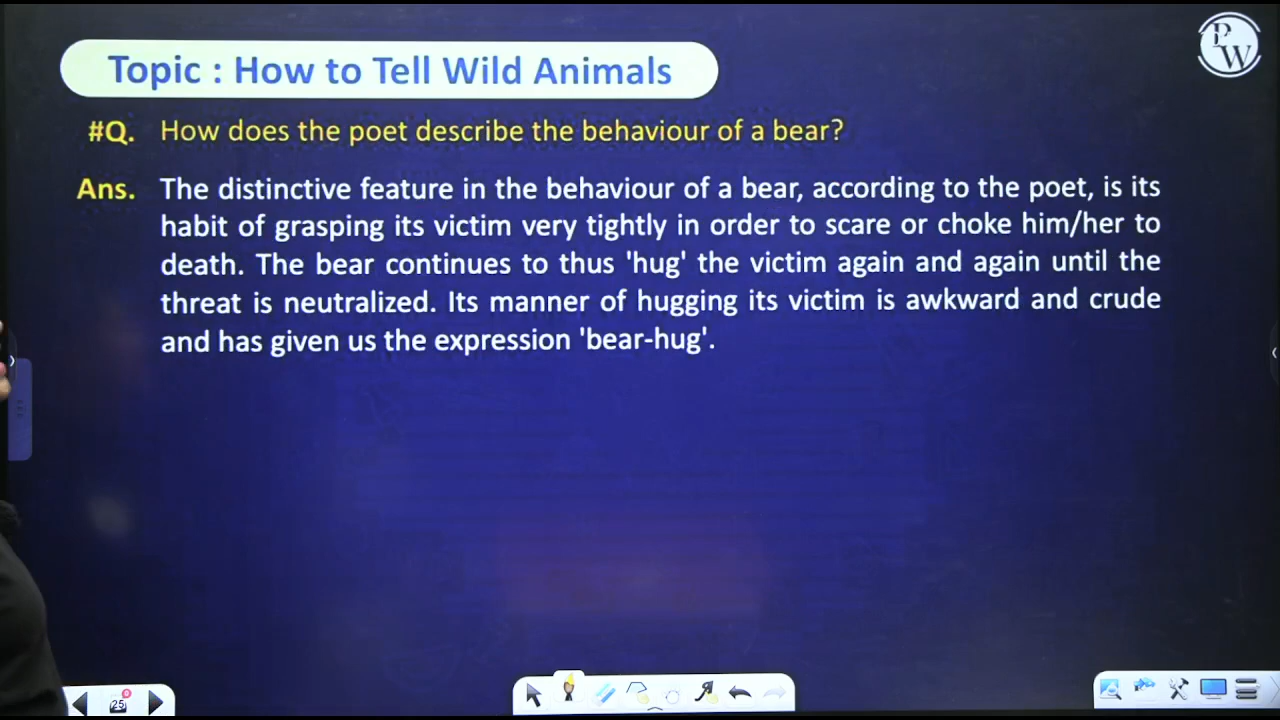 PW
Topic : How to Tell Wild Animals
#Q. How does the poet describe the behaviour of a bear?
Ans. The distinctive feature in the behaviour of a bear, according to the poet, is its
habit of grasping its victim very tightly in order to scare or choke him/her to
death. The bear continues to thus 'hug' the victim again and again until the
threat is neutralized. Its manner of hugging its victim is awkward and crude
and has given us the expression 'bear-hug'.
25